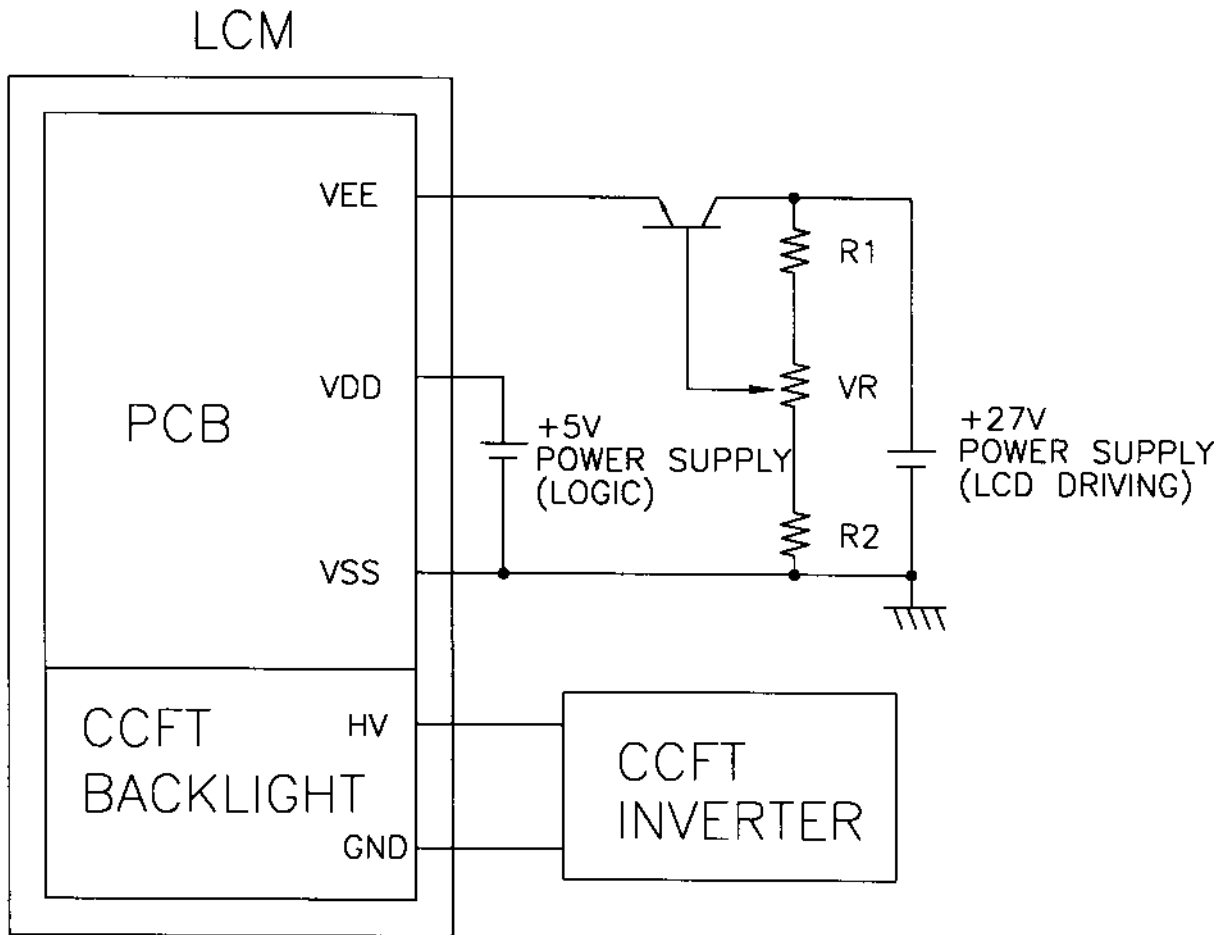 LCM
VEE
R1
VDD
VR
PCB
+5V
POWER SUPPLY
(LOGIC)
+27V
POWER SUPPLY
(LCD DRIVING)
R2
VSS
CCFT
BACKLIGHT
HV
GND
CCFT
INVERTER